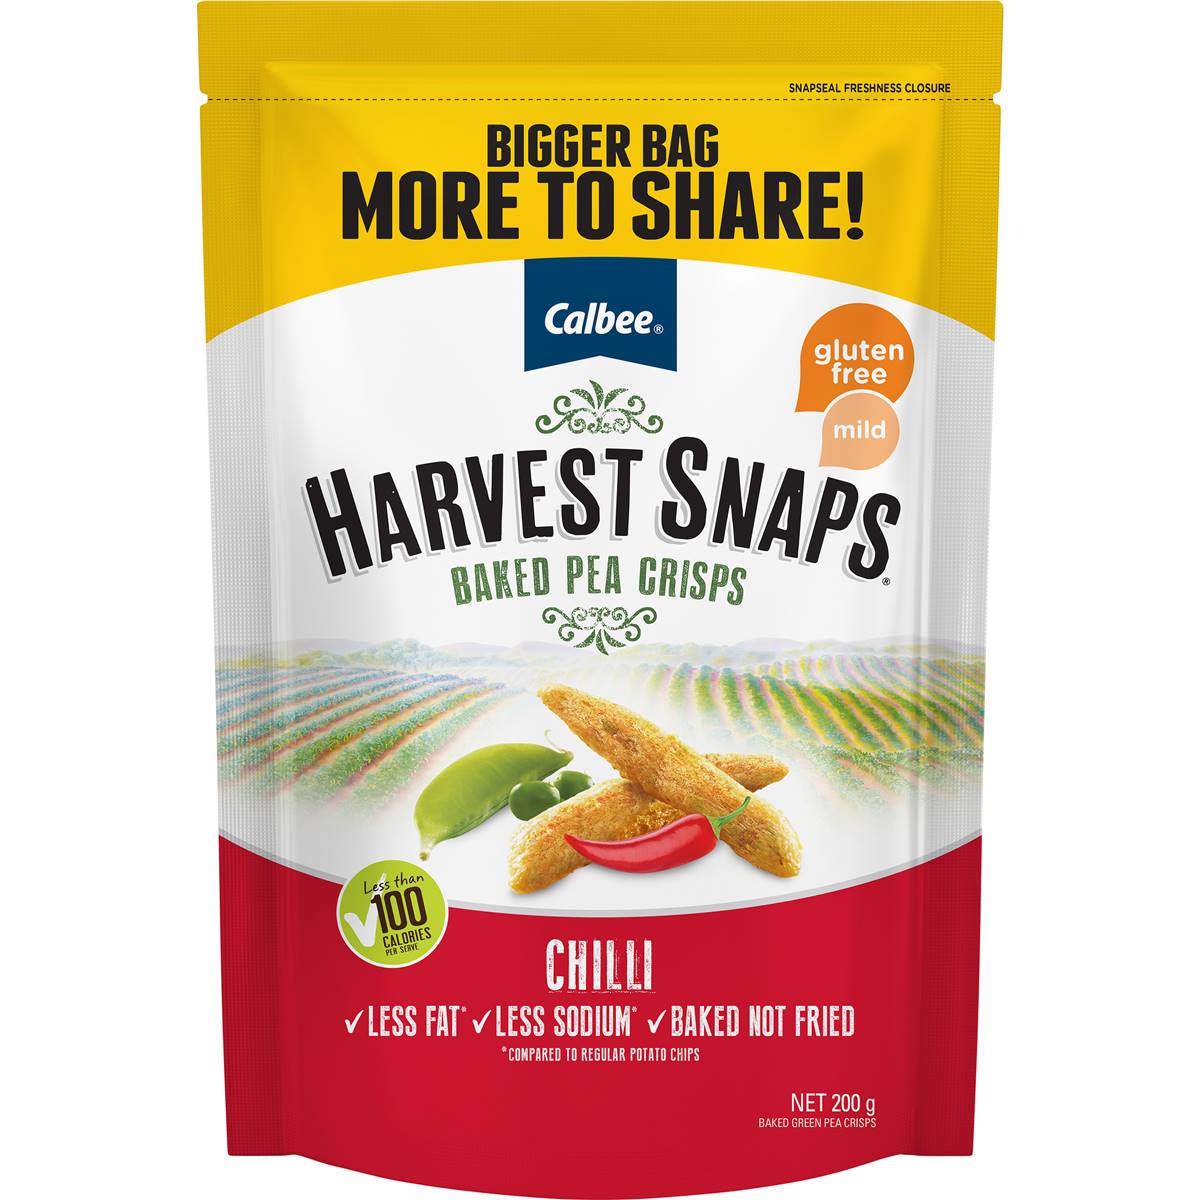 SNAPSEAL FRESHNESS CLOSURE
BIGGER BAG
MORE TO SHARE!
Calbee®
gluten
free
mild
HARVEST SNAPS®
BAKED PEA CRISPS
Less than
100
CALORIES
PER SERVE
CHILLI
✓LESS FAT* ✓LESS SODIUM* ✓BAKED NOT FRIED
*COMPARED TO REGULAR POTATO CHIPS
NET 200 g
BAKED GREEN PEA CRISPS